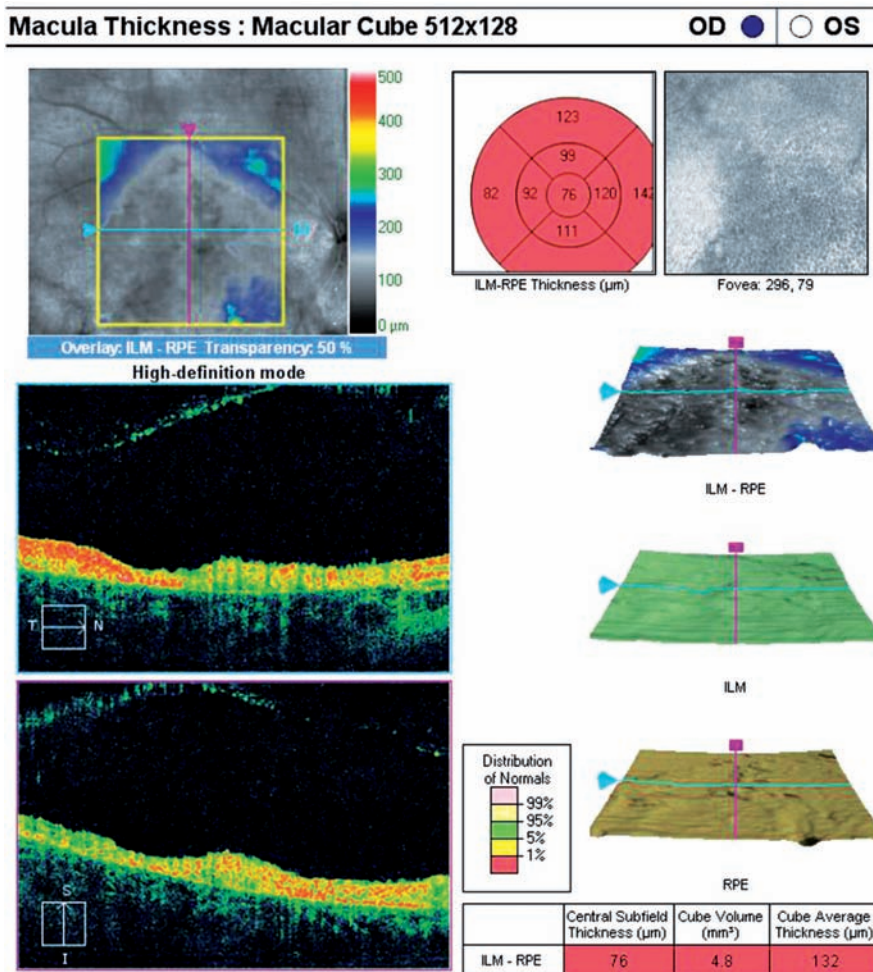 Macula Thickness : Macular Cube 512x128 OD OS
500
400
300
200
100
0 µm
Overlay: ILM - RPE Transparency: 50 %
123
99
82 92 76 120 142
111
ILM-RPE Thickness (µm)
Fovea: 296, 79
High-definition mode
T N
S
I
ILM - RPE
ILM
RPE
Distribution
of Normals
99%
95%
5%
1%
Central Subfield Thickness (µm) Cube Volume (mm³) Cube Average Thickness (µm)
ILM - RPE 76 4.8 132